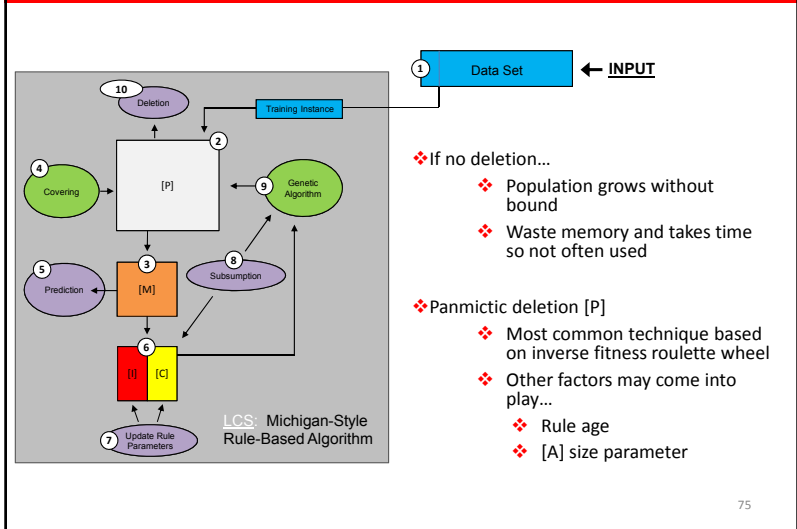 1
Data Set
INPUT
10
Deletion
Training Instance
2
4
Covering
[P]
9
Genetic
Algorithm
3
5
Prediction
[M]
8
Subsumption
6
[I]
[C]
7
Update Rule
Parameters
LCS: Michigan-Style
Rule-Based Algorithm
❖If no deletion…
❖ Population grows without
bound
❖ Waste memory and takes time
so not often used
❖Panmictic deletion [P]
❖ Most common technique based
on inverse fitness roulette wheel
❖ Other factors may come into
play…
❖ Rule age
❖ [A] size parameter
75